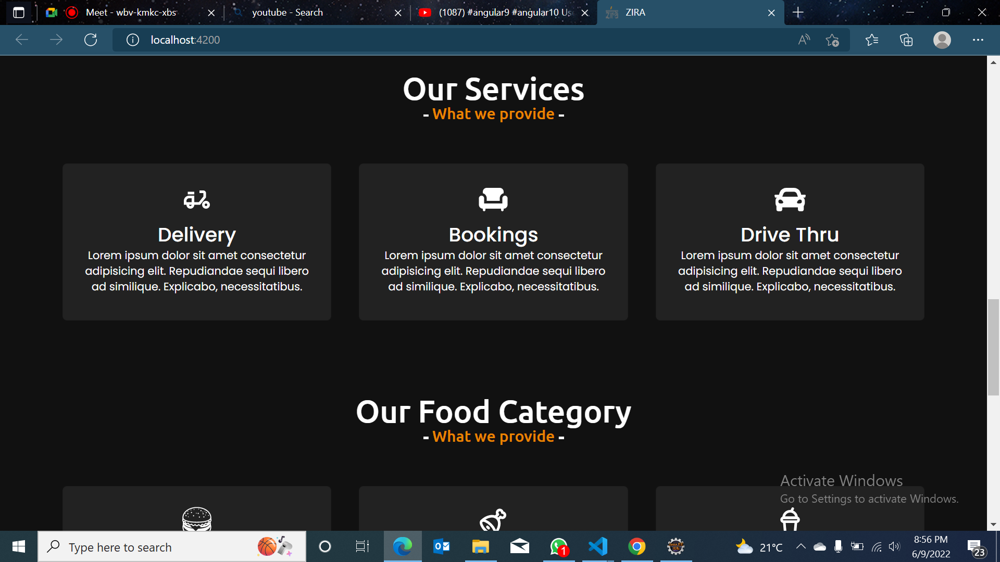 Meet - wbv-kmkc-xbs
youtube - Search
(1087) #angular9 #angular10 Us
ZIRA
localhost:4200
Our Services
- What we provide -
Delivery
Lorem ipsum dolor sit amet consectetur
adipisicing elit. Repudiandae sequi libero
ad similique. Explicabo, necessitatibus.
Bookings
Lorem ipsum dolor sit amet consectetur
adipisicing elit. Repudiandae sequi libero
ad similique. Explicabo, necessitatibus.
Drive Thru
Lorem ipsum dolor sit amet consectetur
adipisicing elit. Repudiandae sequi libero
ad similique. Explicabo, necessitatibus.
Our Food Category
- What we provide -
Activate Windows
Go to Settings to activate Windows.
Type here to search
1
21°C
8:56 PM
6/9/2022
23